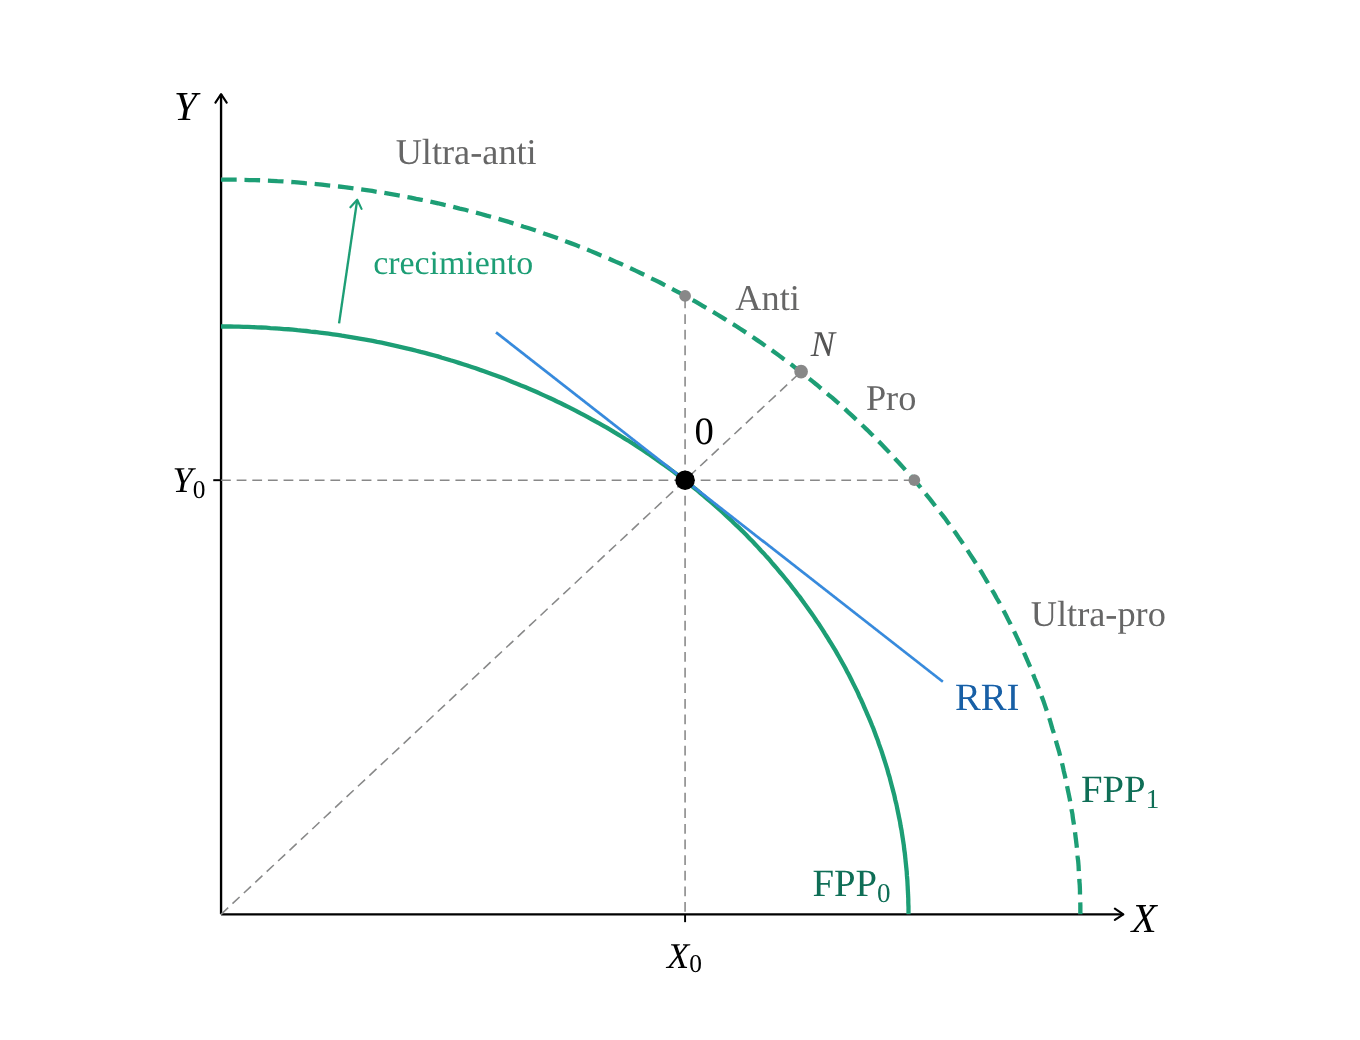 Y
Ultra-anti
crecimiento
Anti
N
Pro
0
Y₀
Ultra-pro
RRI
FPP₁
FPP₀
X
X₀